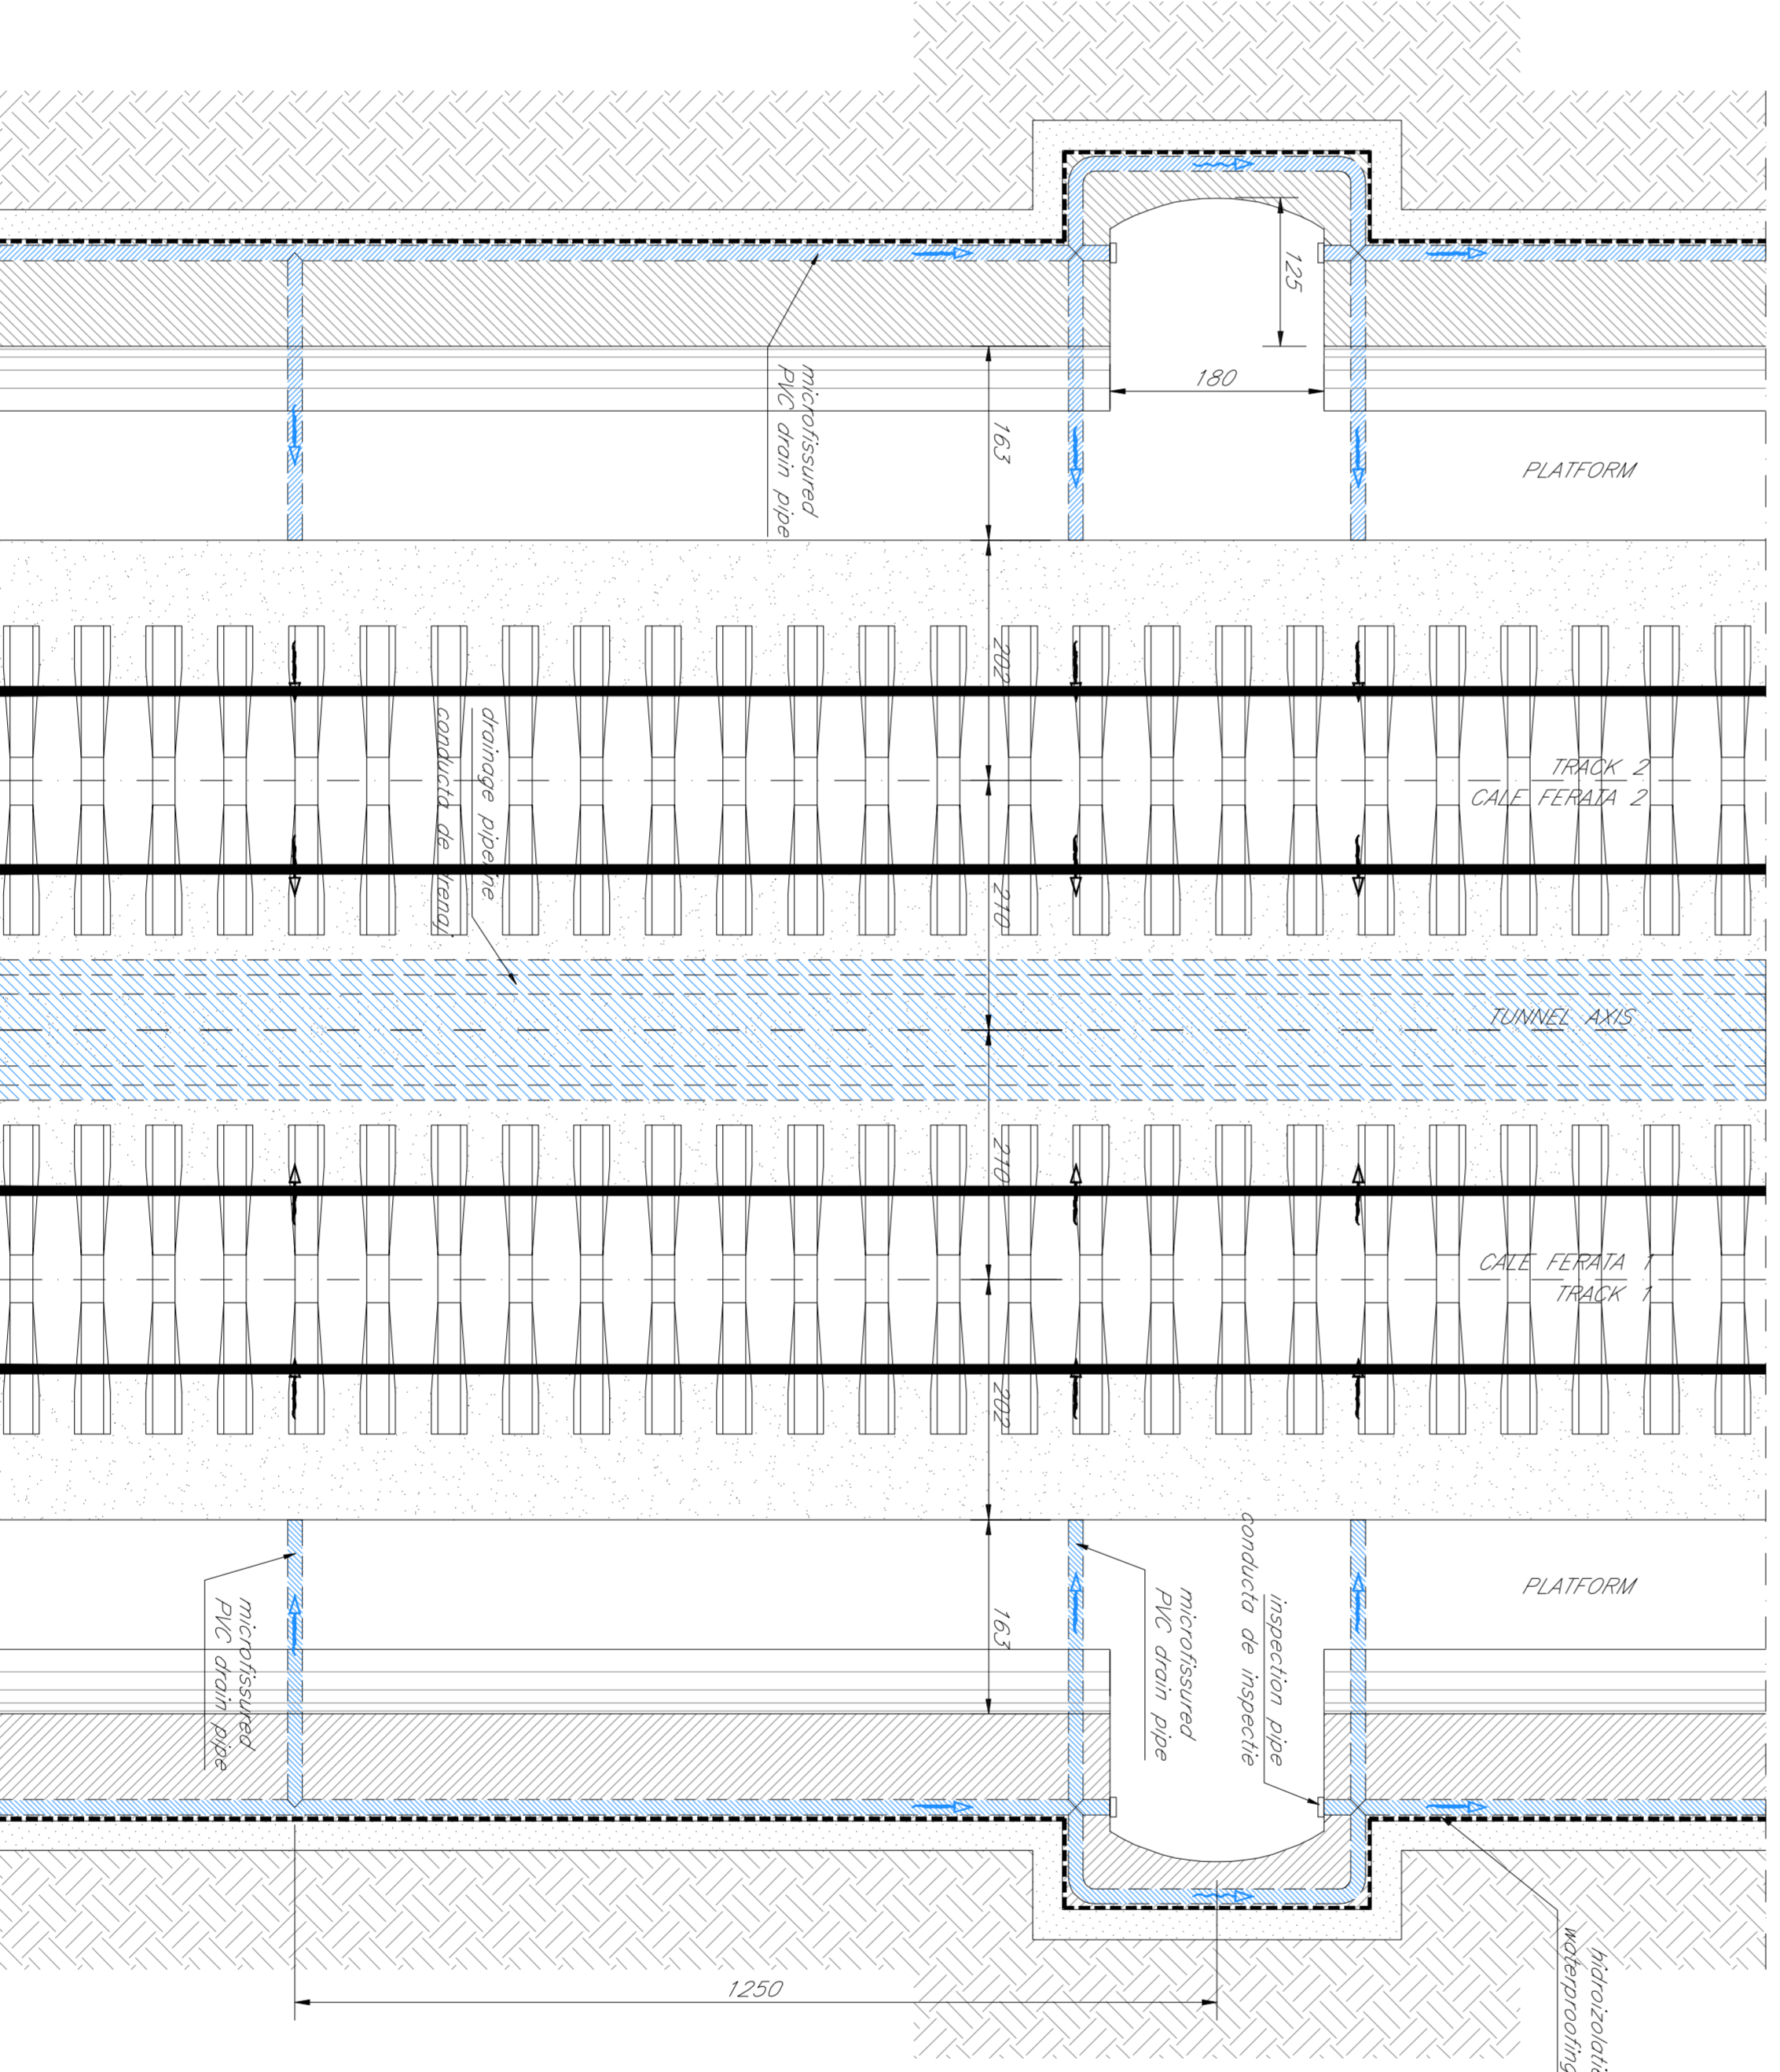 125
180
163
microfissured
PVC drain pipe
PLATFORM
202
TRACK 2
CALE FERATA 2
drainage pipeline
conducta de drenaj
210
TUNNEL AXIS
210
CALE FERATA 1
TRACK 1
202
PLATFORM
163
inspection pipe
conducta de inspectie
microfissured
PVC drain pipe
microfissured
PVC drain pipe
1250
waterproofing